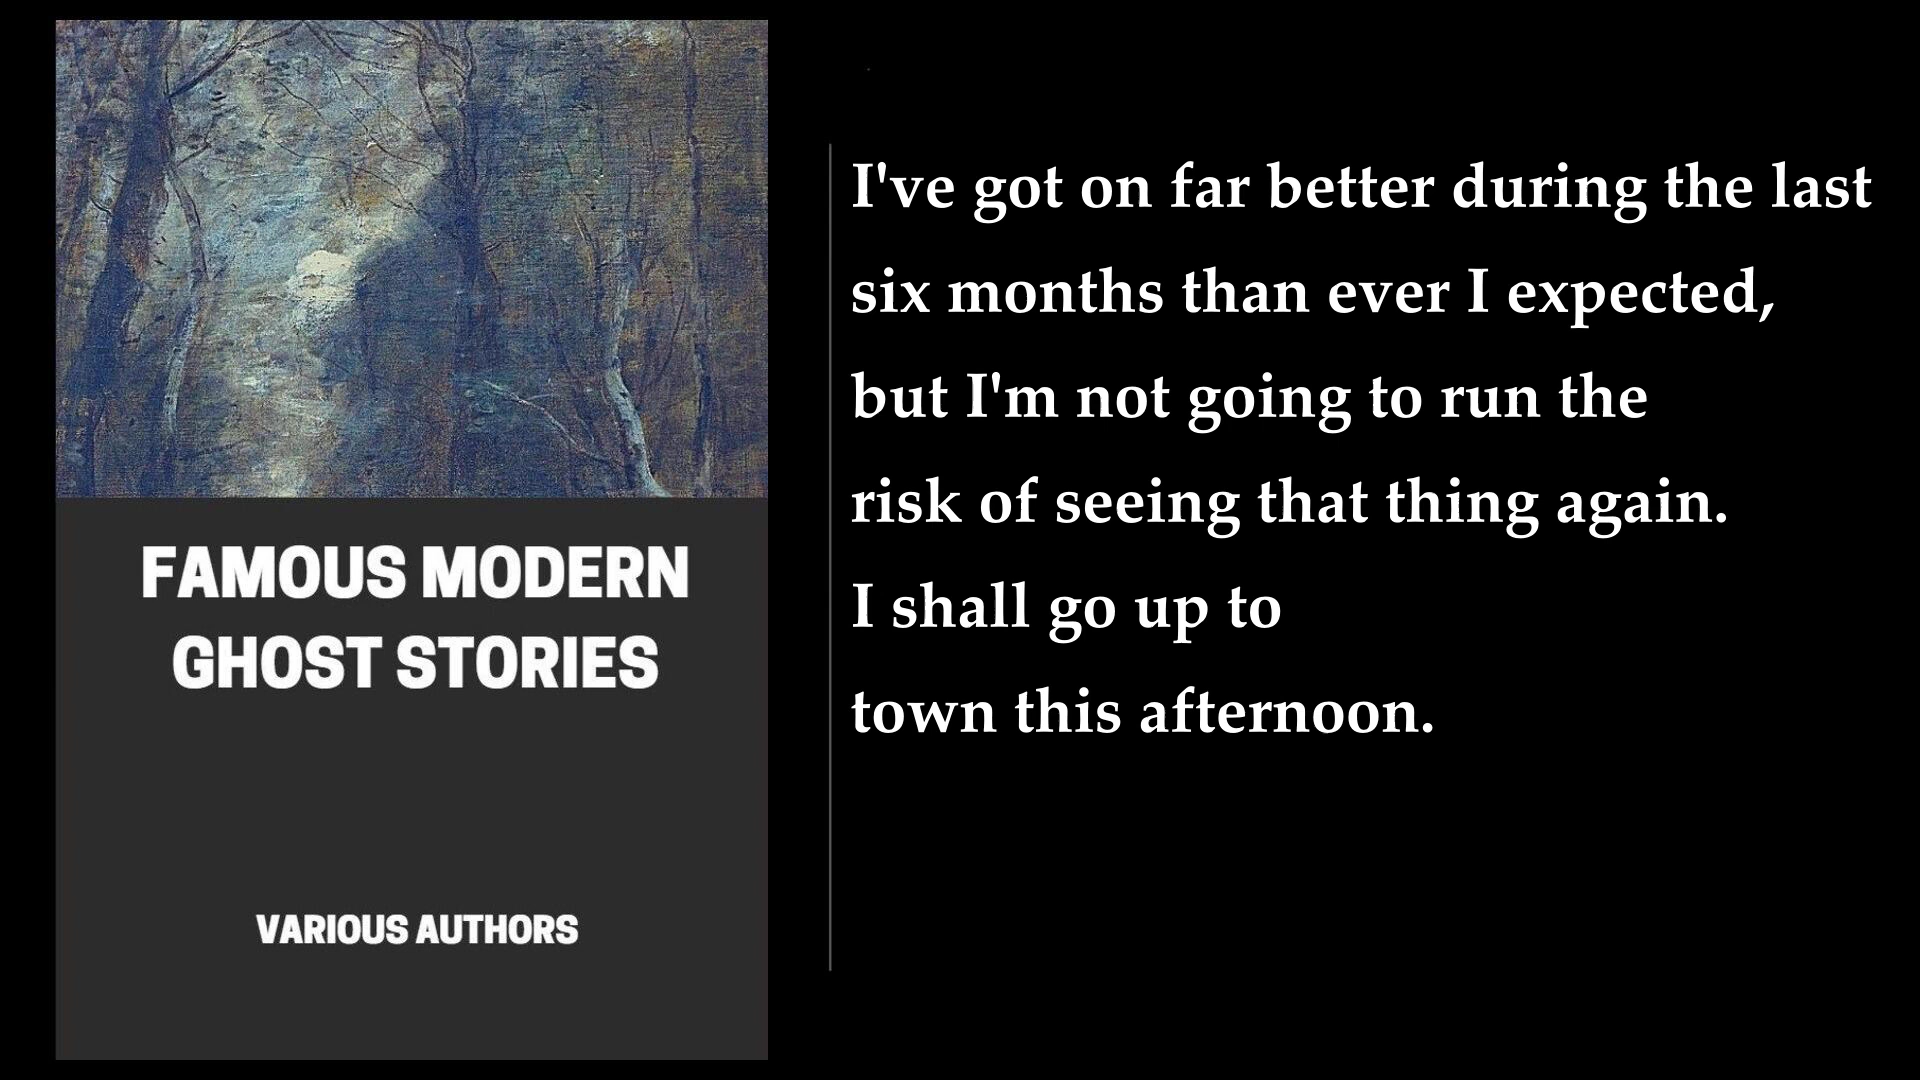 FAMOUS MODERN
GHOST STORIES
VARIOUS AUTHORS
I've got on far better during the last
six months than ever I expected,
but I'm not going to run the
risk of seeing that thing again.
I shall go up to
town this afternoon.